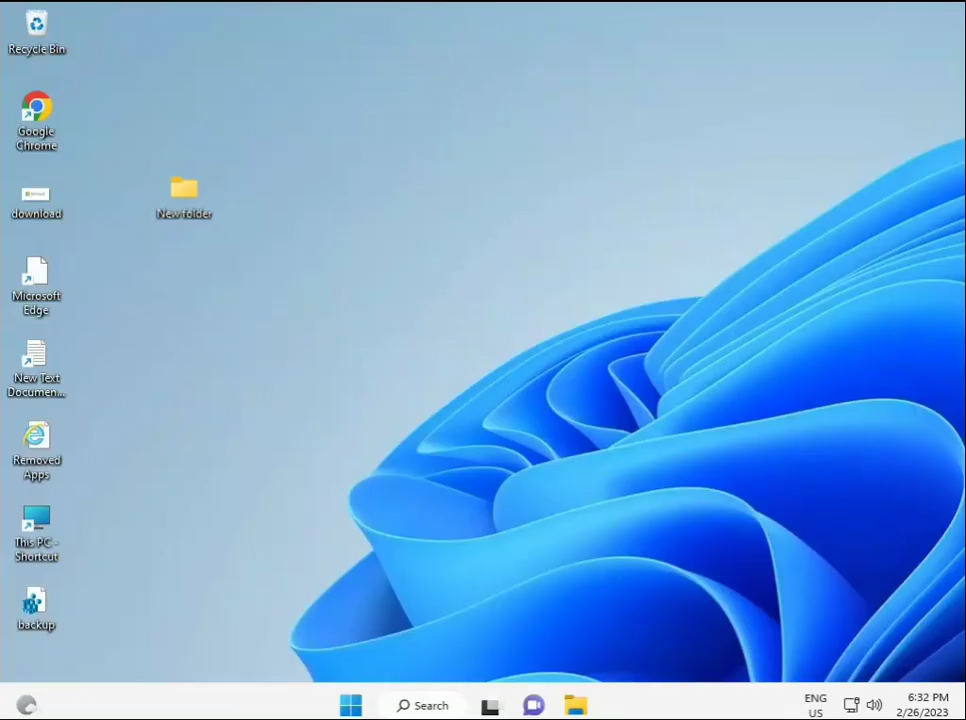 Recycle Bin
Google
Chrome
download
New folder
Microsoft
Edge
New Text
Documen...
Removed
Apps
This PC -
Shortcut
backup
Search
ENG
US
6:32 PM
2/26/2023